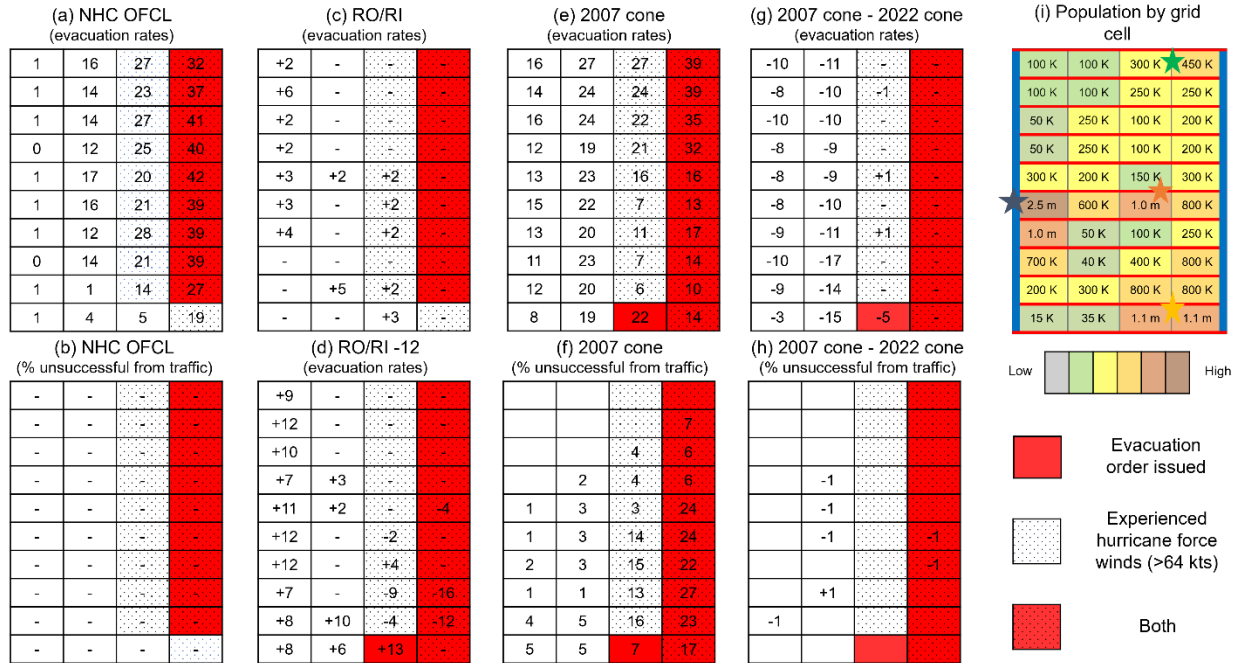 (a) NHC OFCL
(evacuation rates)
1 16 27 32
1 14 23 37
1 14 27 41
0 12 25 40
1 17 20 42
1 16 21 39
1 12 28 39
0 14 21 39
1 1 14 27
1 4 5 19
(b) NHC OFCL
(% unsuccessful from traffic)
- - - -
- - - -
- - - -
- - - -
- - - -
- - - -
- - - -
- - - -
- - - -
- - - -
(c) RO/RI
(evacuation rates)
+2 - - -
+6 - - -
+2 - - -
+2 - - -
+3 +2 +2 -
+3 - +2 -
+4 - +2 -
- - - -
- +5 +2 -
- - +3 -
(d) RO/RI -12
(evacuation rates)
+9 - - -
+12 - - -
+10 - - -
+7 +3 - -
+11 +2 - -4
+12 - -2 -
+12 - +4 -
+7 - -9 -16
+8 +10 -4 -12
+8 +6 +13 -
(e) 2007 cone
(evacuation rates)
16 27 27 39
14 24 24 39
16 24 22 35
12 19 21 32
13 23 16 16
15 22 7 13
13 20 11 17
11 23 7 14
12 20 6 10
8 19 22 14
(f) 2007 cone
(% unsuccessful from traffic)
7
4 6
2 4 6
1 3 3 24
1 3 14 24
2 3 15 22
1 1 13 27
4 5 16 23
5 5 7 17
(g) 2007 cone - 2022 cone
(evacuation rates)
-10 -11 - -
-8 -10 -1 -
-10 -10 - -
-8 -9 - -
-8 -9 +1 -
-8 -10 - -
-9 -11 +1 -
-10 -17 - -
-9 -14 - -
-3 -15 -5 -
(h) 2007 cone - 2022 cone
(% unsuccessful from traffic)
-1
-1
-1 -1
-1
+1
-1
(i) Population by grid
cell
100 K 100 K 300 K 450 K
100 K 100 K 250 K 250 K
50 K 250 K 100 K 200 K
50 K 250 K 100 K 200 K
300 K 200 K 150 K 300 K
2.5 m 600 K 1.0 m 800 K
1.0 m 50 K 100 K 250 K
700 K 40 K 400 K 800 K
200 K 300 K 800 K 800 K
15 K 35 K 1.1 m 1.1 m
Low High
Evacuation
order issued
Experienced
hurricane force
winds (>64 kts)
Both